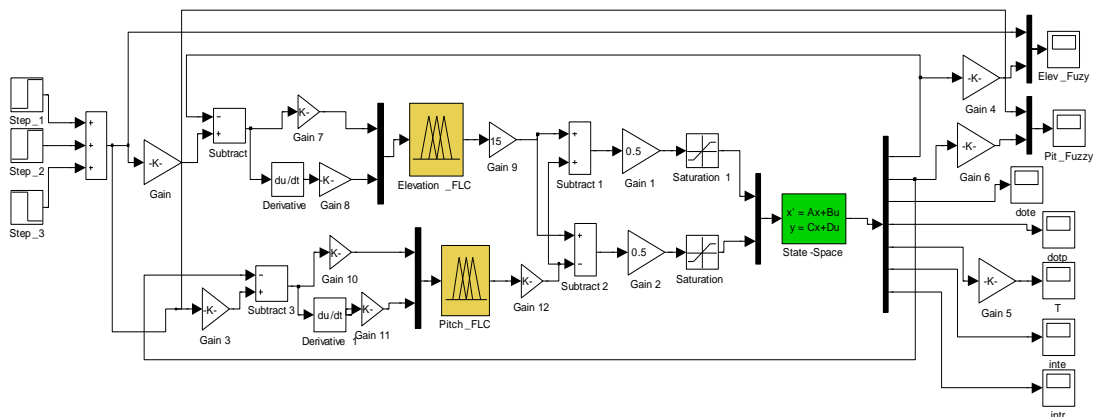 Step_1
Step_2
Step_3
+
+
+
-K-
Gain
−
+
Subtract
K-
Gain 7
du/dt
Derivative
-K-
Gain 8
Elevation _FLC
15
Gain 9
+
+
Subtract 1
0.5
Gain 1
Saturation 1
+
−
Subtract 2
0.5
Gain 2
Saturation
x' = Ax+Bu
y = Cx+Du
State -Space
-K-
Gain 4
Elev _Fuzy
-K-
Gain 6
Pit _Fuzzy
dote
dotp
-K-
Gain 5
T
inte
-K-
Gain 3
−
+
Subtract 3
K-
Gain 10
du/dt
Derivative 1
K-
Gain 11
Pitch _FLC
K-
Gain 12